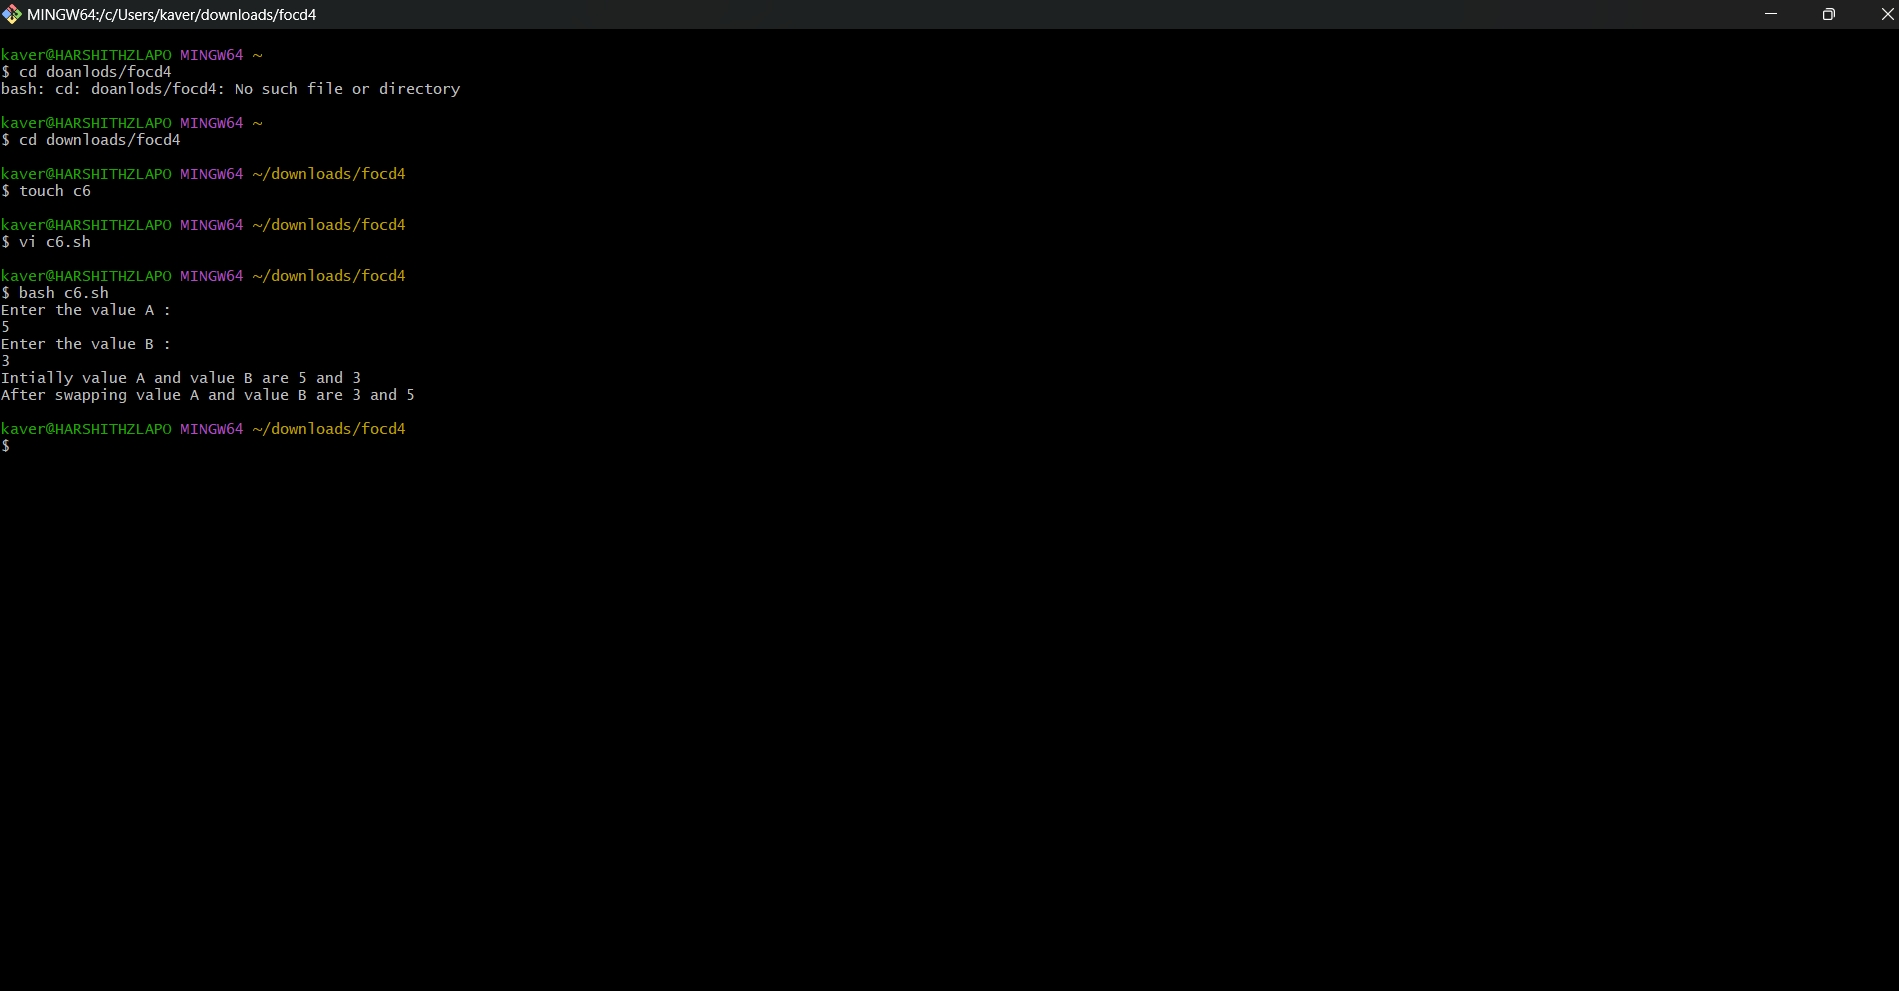 MINGW64:/c/Users/kaver/downloads/focd4
kaver@HARSHITHZLAPO MINGW64 ~
$ cd doanlods/focd4
bash: cd: doanlods/focd4: No such file or directory
kaver@HARSHITHZLAPO MINGW64 ~
$ cd downloads/focd4
kaver@HARSHITHZLAPO MINGW64 ~/downloads/focd4
$ touch c6
kaver@HARSHITHZLAPO MINGW64 ~/downloads/focd4
$ vi c6.sh
kaver@HARSHITHZLAPO MINGW64 ~/downloads/focd4
$ bash c6.sh
Enter the value A :
5
Enter the value B :
3
Intially value A and value B are 5 and 3
After swapping value A and value B are 3 and 5
kaver@HARSHITHZLAPO MINGW64 ~/downloads/focd4
$